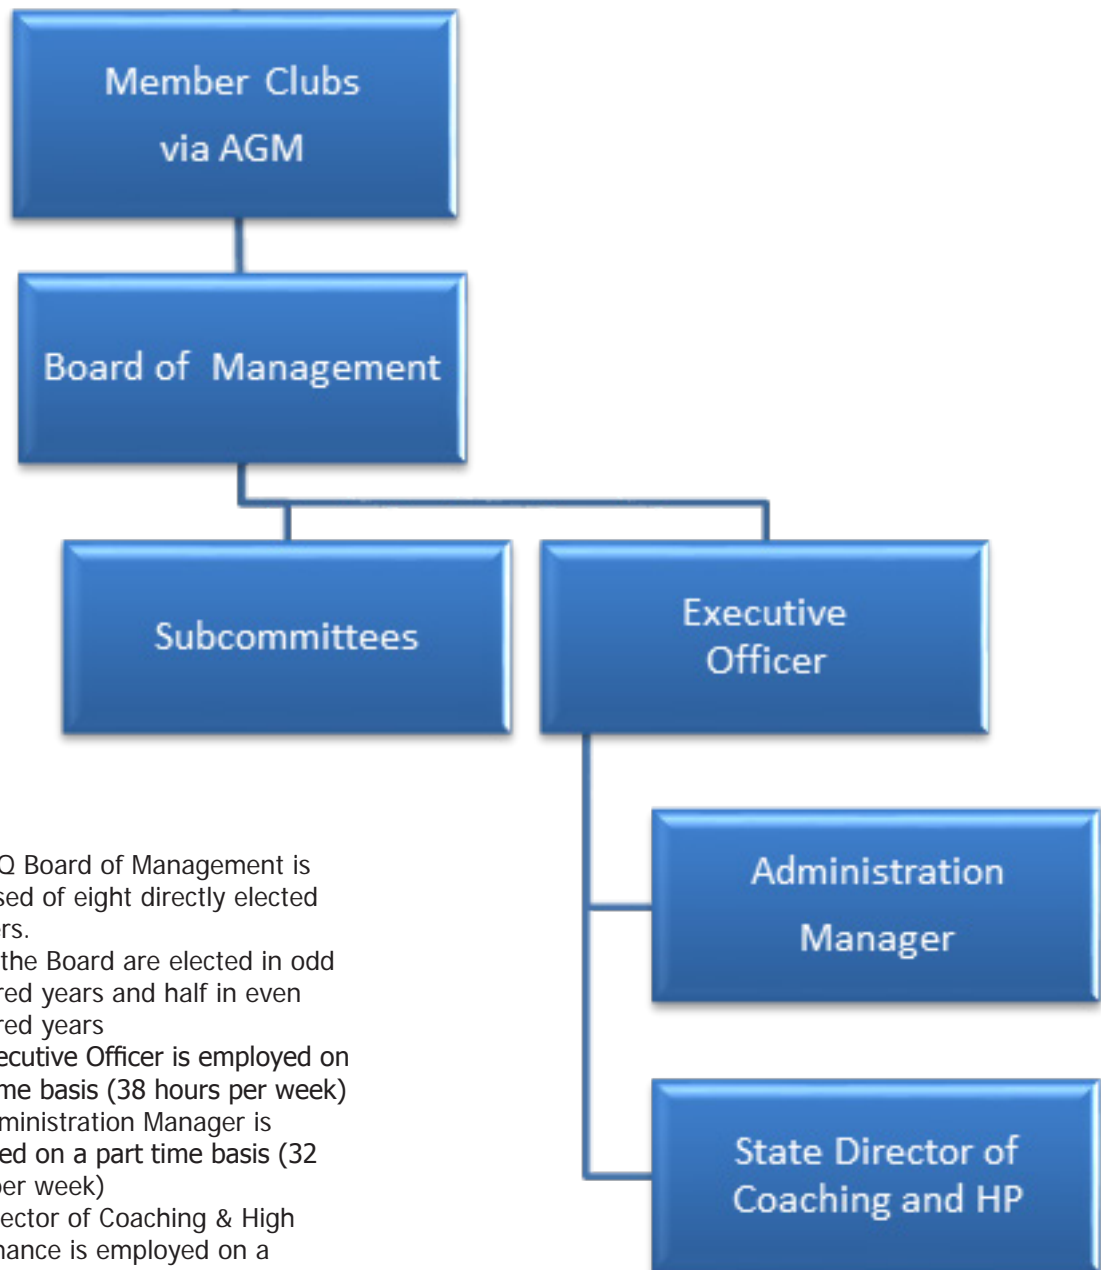 Member Clubs
via AGM
Board of Management
Subcommittees
Executive
Officer
Administration
Manager
State Director of
Coaching and HP
Q Board of Management is
sed of eight directly elected
ers.
the Board are elected in odd
red years and half in even
red years
ecutive Officer is employed on
me basis (38 hours per week)
ministration Manager is
ed on a part time basis (32
per week)
ector of Coaching & High
nance is employed on a